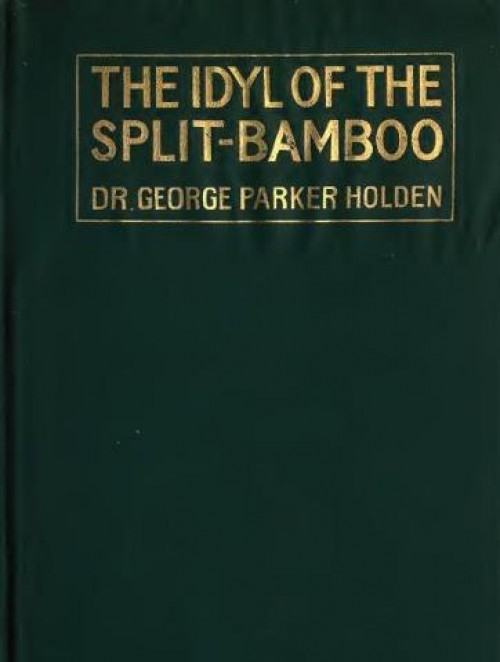 THE IDYL OF THE
SPLIT-BAMBOO
DR. GEORGE PARKER HOLDEN